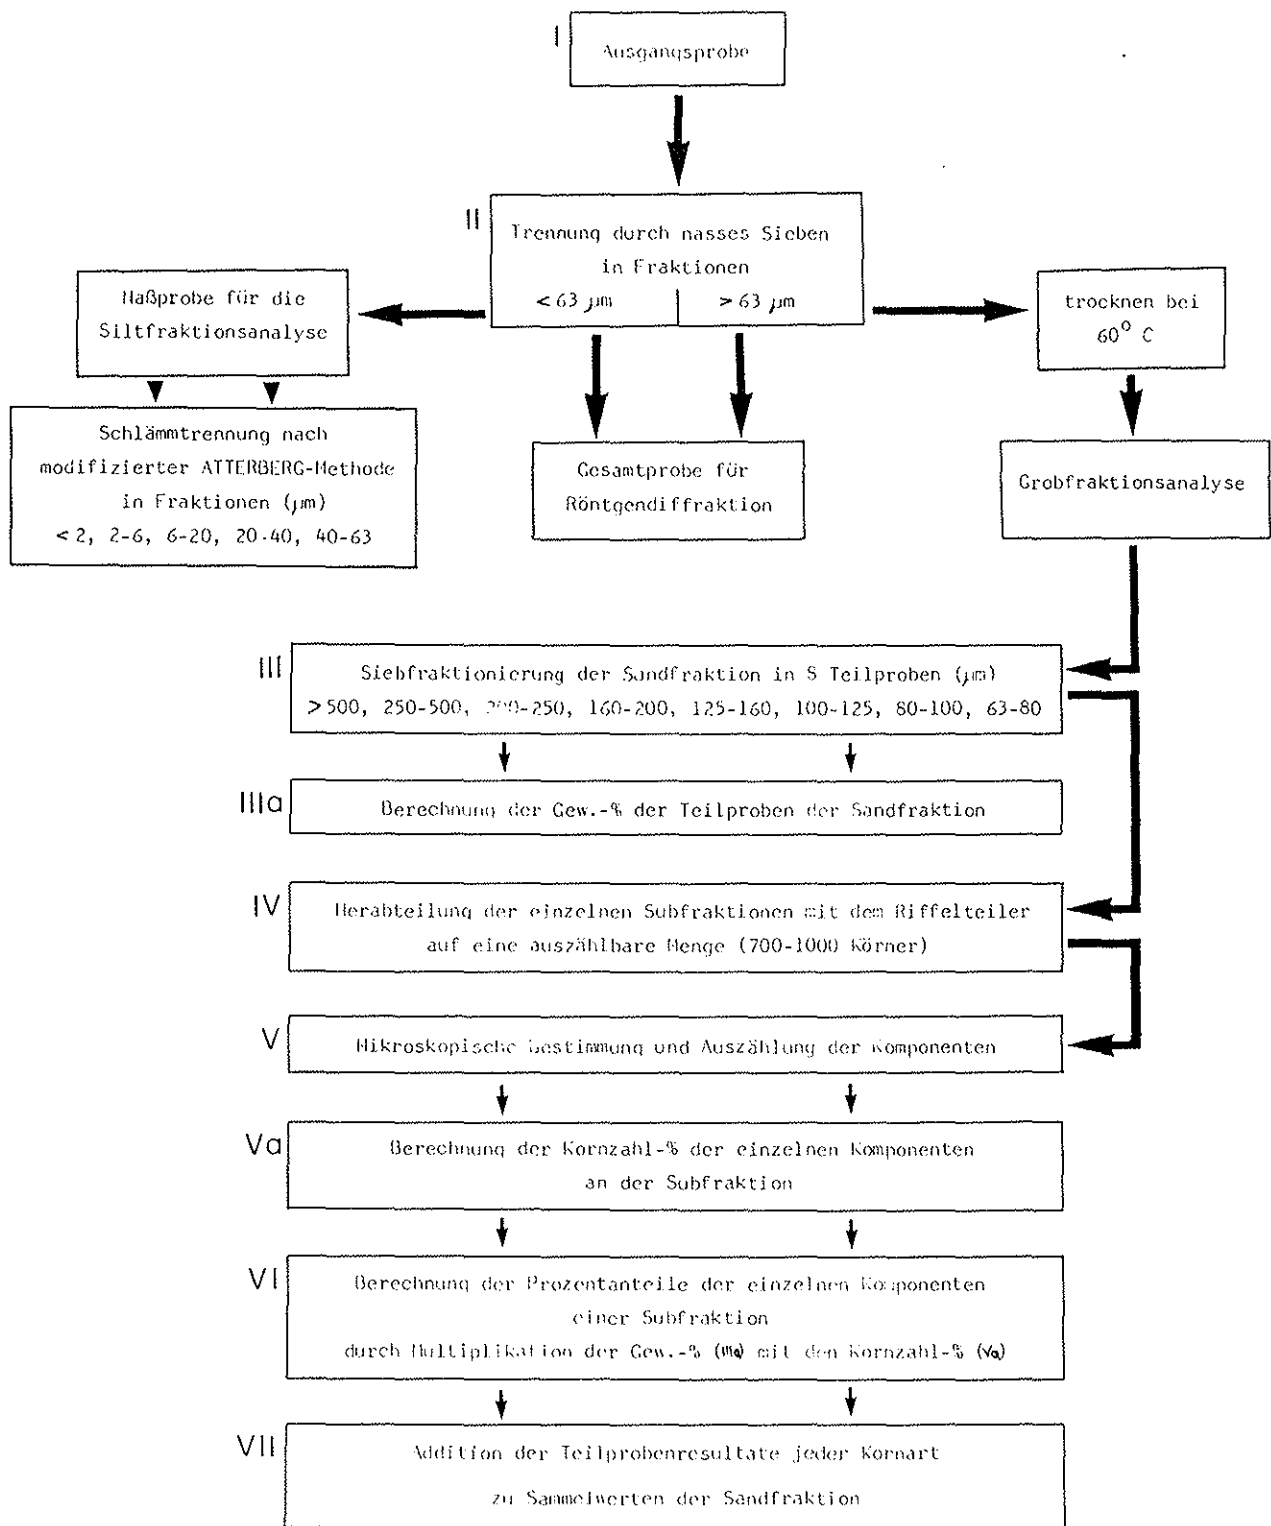 I
Ausgangsprobe
II
Trennung durch nasses Sieben
in Fraktionen
< 63 µm
> 63 µm
Naßprobe für die
Siltfraktionsanalyse
trocknen bei
60° C
Schlämmtrennung nach
modifizierter ATTERBERG-Methode
in Fraktionen (µm)
< 2, 2-6, 6-20, 20-40, 40-63
Gesamtprobe für
Röntgendiffraktion
Grobfraktionsanalyse
III
Siebfraktionierung der Sandfraktion in 8 Teilproben (µm)
> 500, 250-500, 200-250, 160-200, 125-160, 100-125, 80-100, 63-80
IIIa
Berechnung der Gew.-% der Teilproben der Sandfraktion
IV
Herabteilung der einzelnen Subfraktionen mit dem Riffelteiler
auf eine auszählbare Menge (700-1000 Körner)
V
Mikroskopische Bestimmung und Auszählung der Komponenten
Va
Berechnung der Kornzahl-% der einzelnen Komponenten
an der Subfraktion
VI
Berechnung der Prozentanteile der einzelnen Komponenten
einer Subfraktion
durch Multiplikation der Gew.-% (IIIa) mit den Kornzahl-% (Va)
VII
Addition der Teilprobenresultate jeder Kornart
zu Sammelwerten der Sandfraktion